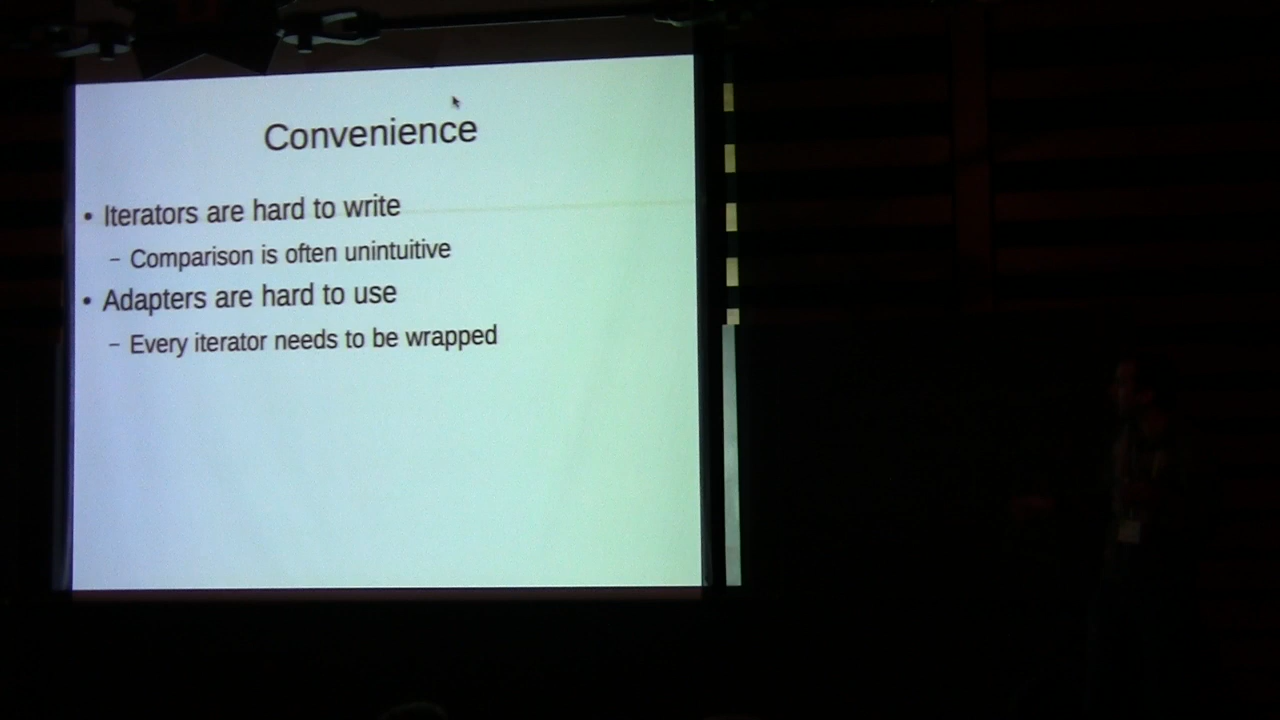 Convenience
• Iterators are hard to write
– Comparison is often unintuitive
• Adapters are hard to use
– Every iterator needs to be wrapped